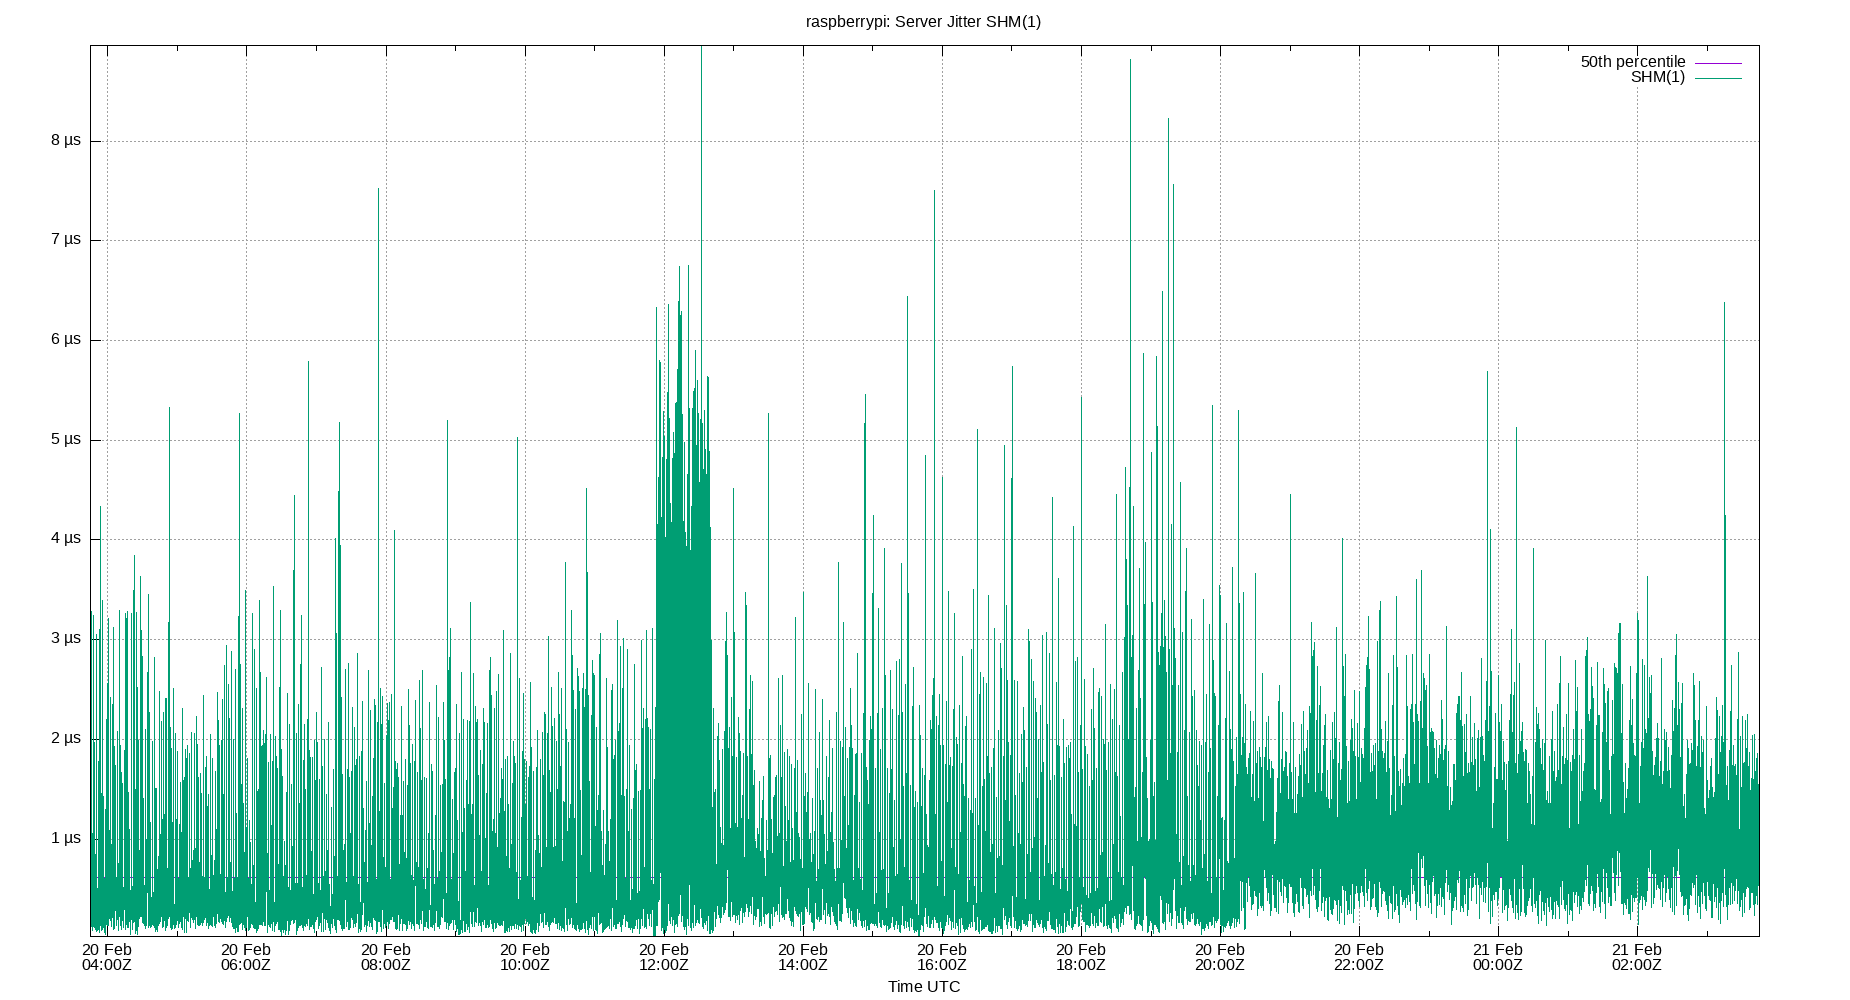 raspberrypi: Server Jitter SHM(1)
50th percentile
SHM(1)
8 µs
7 µs
6 µs
5 µs
4 µs
3 µs
2 µs
1 µs
20 Feb 20 Feb 20 Feb 20 Feb 20 Feb 20 Feb 20 Feb 20 Feb 20 Feb 20 Feb 21 Feb 21 Feb
04:00Z 06:00Z 08:00Z 10:00Z 12:00Z 14:00Z 16:00Z 18:00Z 20:00Z 22:00Z 00:00Z 02:00Z
Time UTC